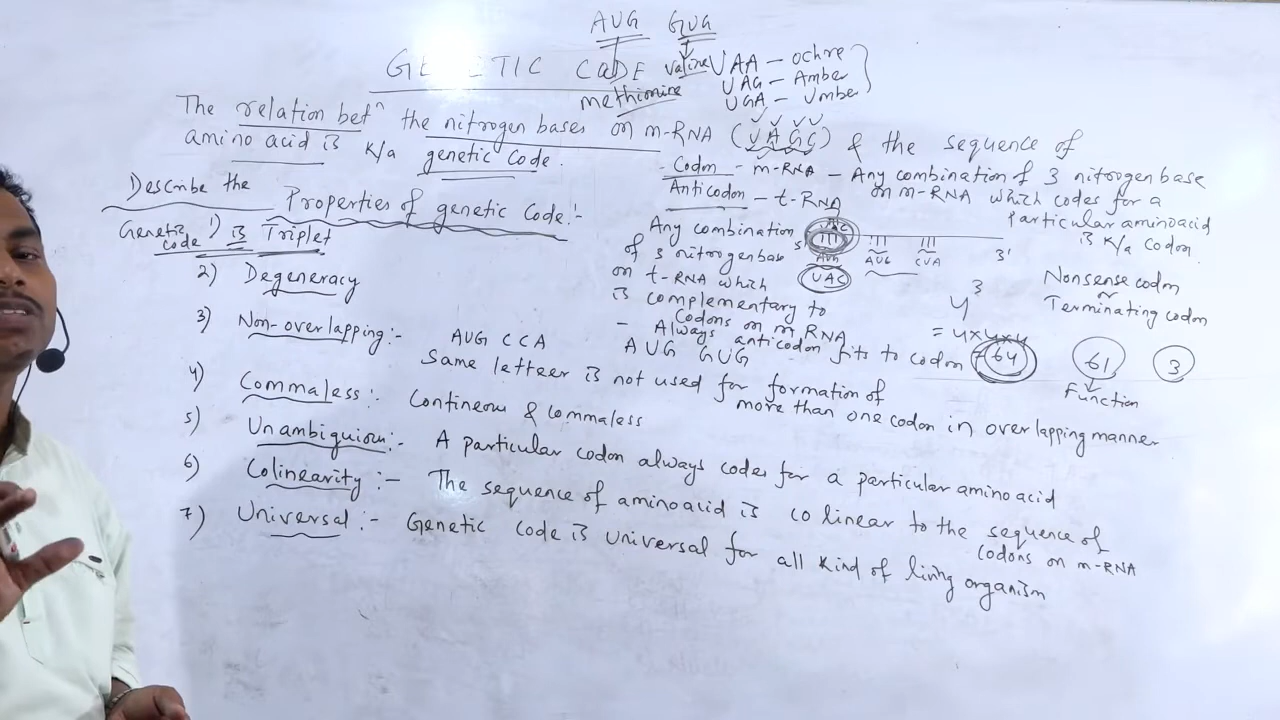 AUG GUG
GE ETIC CODE valine UAA - ochre
methionine UAG - Amber
UGA - Umber
The relation betn the nitrogen bases on m-RNA (UAGC) & the sequence of
amino acid is k/a genetic code.
Codon - m-RNA - Any combination of 3 nitrogen base
on m-RNA which codes for a
particular aminoacid
is k/a codon.
Anticodon - t-RNA
Any combination
of 3 nitrogenbase
on t-RNA which
is complementary to
codons on m RNA
- Always anticodon fits to codon
UAC
5
AUG AUG CUA 3'
UAC
4³
= 4x4x4
= 64
Nonsense codon
or
Terminating codon
61 3
Function
Describe the
Properties of genetic code:-
Genetic code 1) is Triplet
2) Degeneracy
3) Non-overlapping:- AUG CCA AUG GUG
Same letteer is not used for formation of
more than one codon in overlapping manner
4) Commaless:- Contineous & Commaless
5) Unambiguious:- A particular codon always codes for a particular amino acid
6) Colinearity:- The sequence of aminoacid is co linear to the sequence of
codons on m-RNA
7) Universal:- Genetic code is universal for all kind of living organism